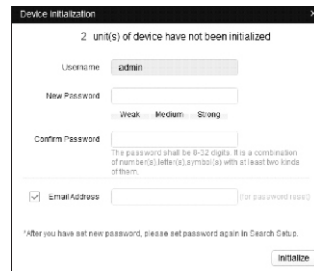 Device Initialization
2 unit(s) of device have not been initialized
Username admin
New Password
Weak Medium Strong
Confirm Password
The password shall be 8-32 digits. It is a combination
of number(s),letter(s),symbol(s) with at least two kinds
of them.
Email Address (for password reset)
*After you have set new password, please set password again in Search Setup.
Initialize